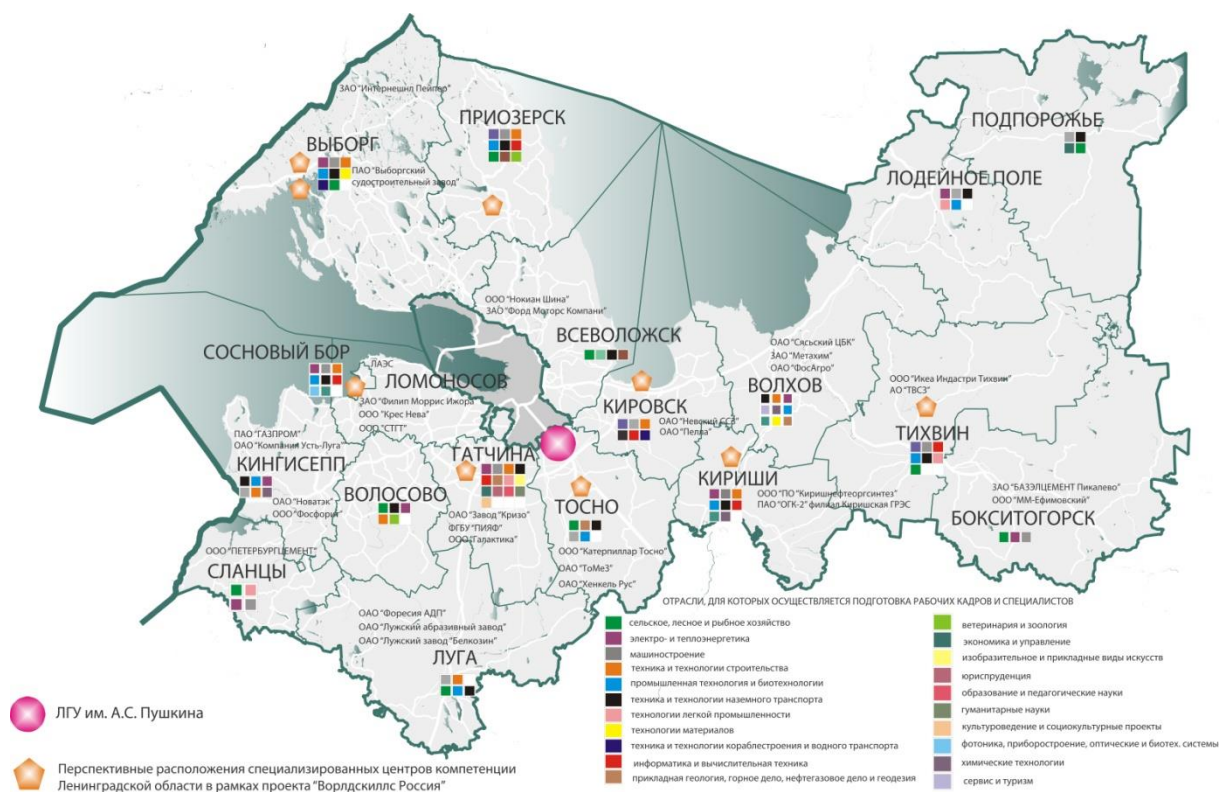 ЗАО "Интернешнл Пейпер"
ПРИОЗЕРСК
ВЫБОРГ
ПАО "Выборгский
судостроительный завод"
ПОДПОРОЖЬЕ
ЛОДЕЙНОЕ ПОЛЕ
ООО "Нокиан Шина"
ЗАО "Форд Моторс Компани"
ВСЕВОЛОЖСК
СОСНОВЫЙ БОР
ЛАЭС
ЛОМОНОСОВ
ЗАО "Филип Моррис Ижора"
ООО "Крес Нева"
ООО "СТГТ"
КИРОВСК
ОАО "Невский ССЗ"
ОАО "Пелла"
ОАО "Сясьский ЦБК"
ЗАО "Метахим"
ОАО "ФосАгро"
ВОЛХОВ
ООО "Икеа Индастри Тихвин"
АО "ТВСЗ"
ТИХВИН
ПАО "ГАЗПРОМ"
ОАО "Компания Усть-Луга"
КИНГИСЕПП
ОАО "Новатэк"
ООО "Фосфорит"
ВОЛОСОВО
ГАТЧИНА
ОАО "Завод "Кризо"
ФГБУ "ПИЯФ"
ООО "Галактика"
ТОСНО
ООО "Катерпиллар Тосно"
ОАО "ТоМеЗ"
ОАО "Хенкель Рус"
КИРИШИ
ООО "ПО "Киришнефтеоргсинтез"
ПАО "ОГК-2" филиал Киришская ГРЭС
ЗАО "БАЗЭЛЦЕМЕНТ Пикалево"
ООО "ММ-Ефимовский"
БОКСИТОГОРСК
ООО "ПЕТЕРБУРГЦЕМЕНТ"
СЛАНЦЫ
ОАО "Форесия АДП"
ОАО "Лужский абразивный завод"
ОАО "Лужский завод "Белкозин"
ЛУГА
ЛГУ им. А.С. Пушкина
Перспективные расположения специализированных центров компетенции
Ленинградской области в рамках проекта "Ворлдскиллс Россия"
ОТРАСЛИ, ДЛЯ КОТОРЫХ ОСУЩЕСТВЛЯЕТСЯ ПОДГОТОВКА РАБОЧИХ КАДРОВ И СПЕЦИАЛИСТОВ
сельское, лесное и рыбное хозяйство
электро- и теплоэнергетика
машиностроение
техника и технологии строительства
промышленная технология и биотехнологии
техника и технологии наземного транспорта
технологии легкой промышленности
технологии материалов
техника и технологии кораблестроения и водного транспорта
информатика и вычислительная техника
прикладная геология, горное дело, нефтегазовое дело и геодезия
ветеринария и зоология
экономика и управление
изобразительное и прикладные виды искусств
юриспруденция
образование и педагогические науки
гуманитарные науки
культуроведение и социокультурные проекты
фотоника, приборостроение, оптические и биотех. системы
химические технологии
сервис и туризм